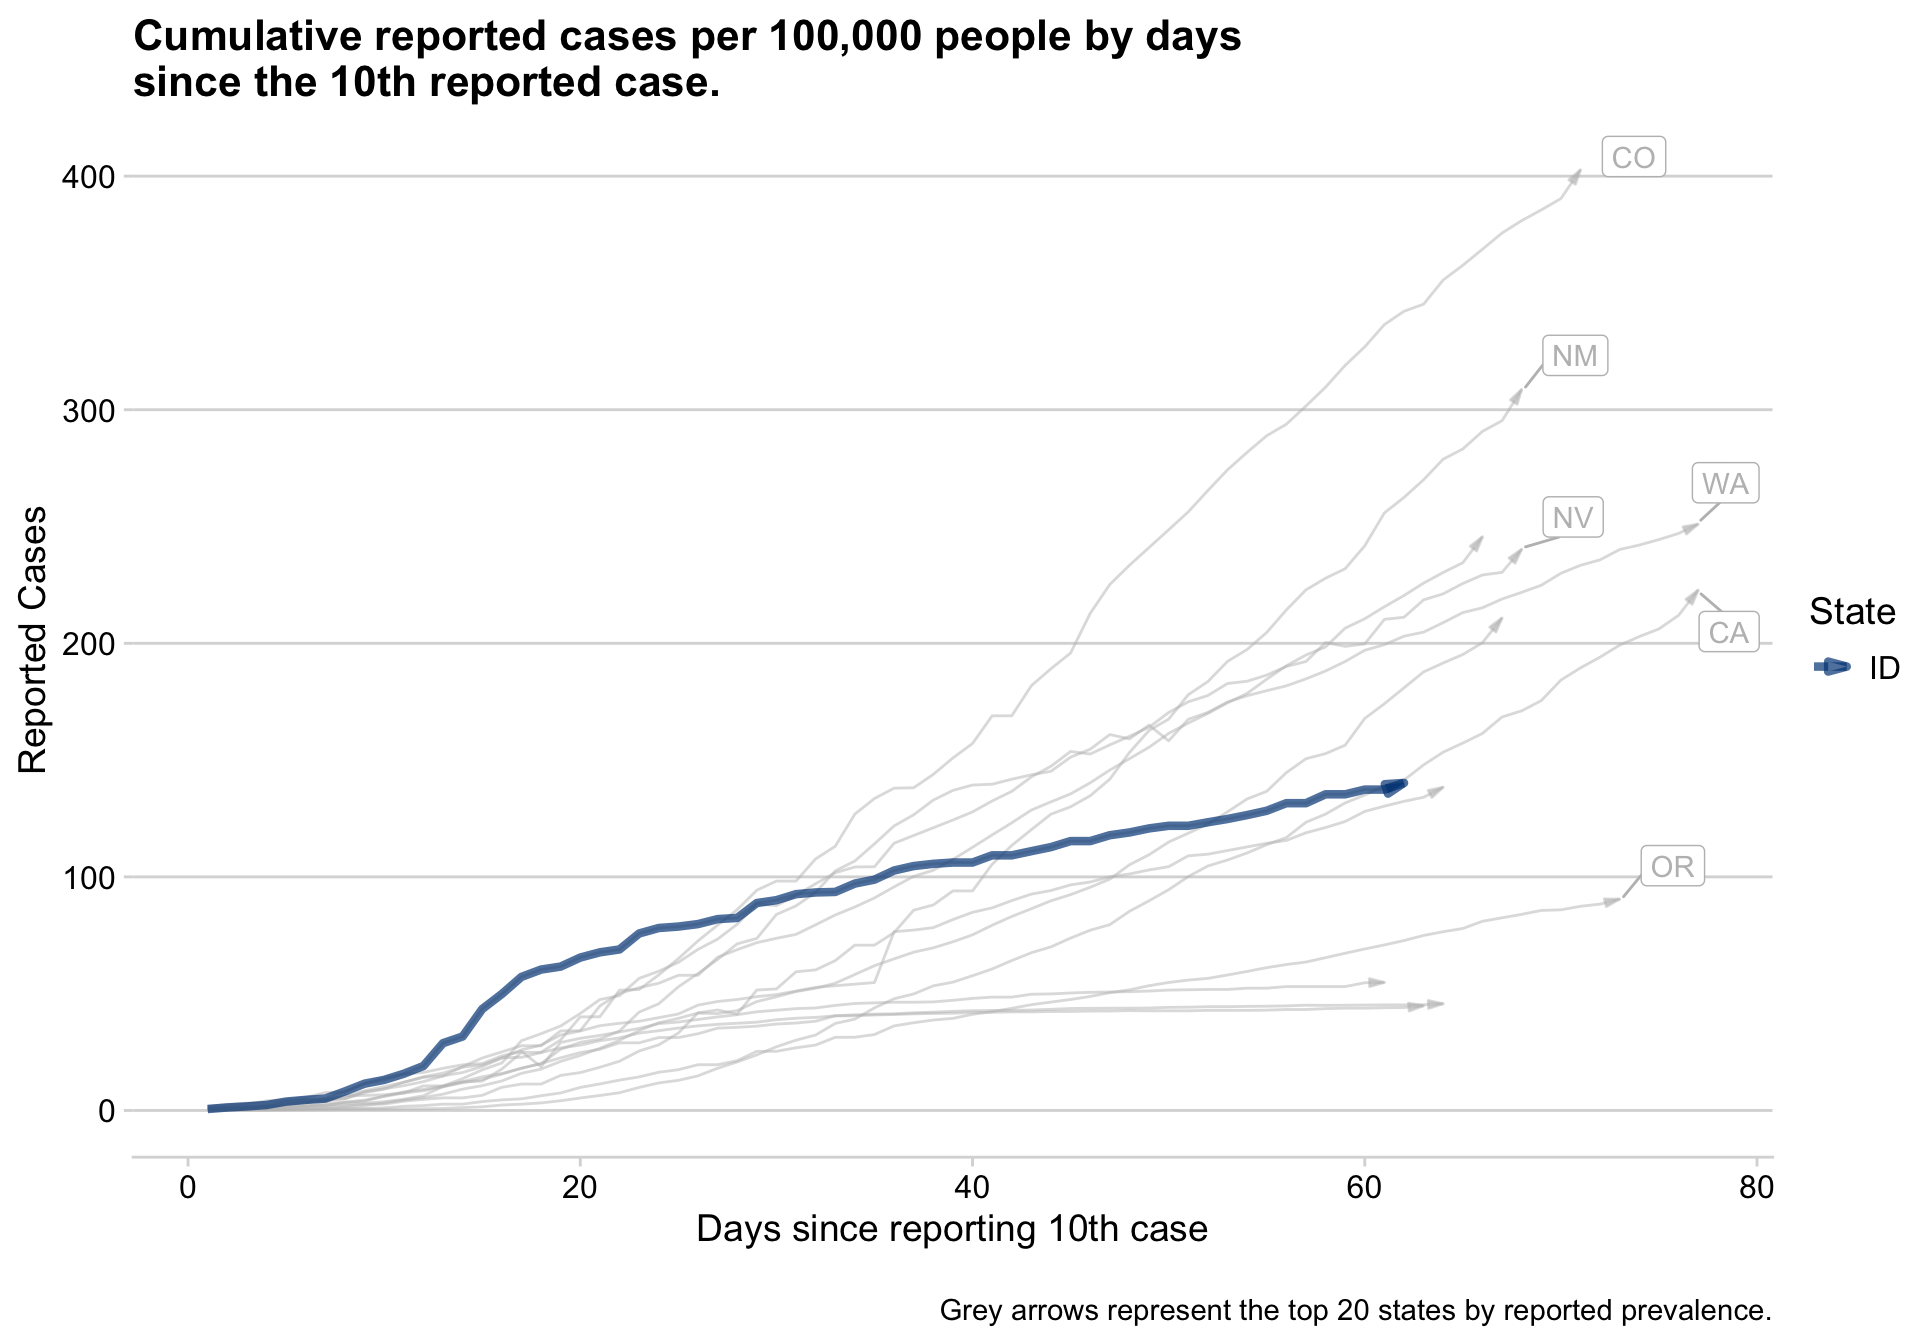 Cumulative reported cases per 100,000 people by days
since the 10th reported case.
400
300
200
100
0
Reported Cases
CO
NM
WA
NV
CA
OR
State
ID
0
20
40
60
80
Days since reporting 10th case
Grey arrows represent the top 20 states by reported prevalence.